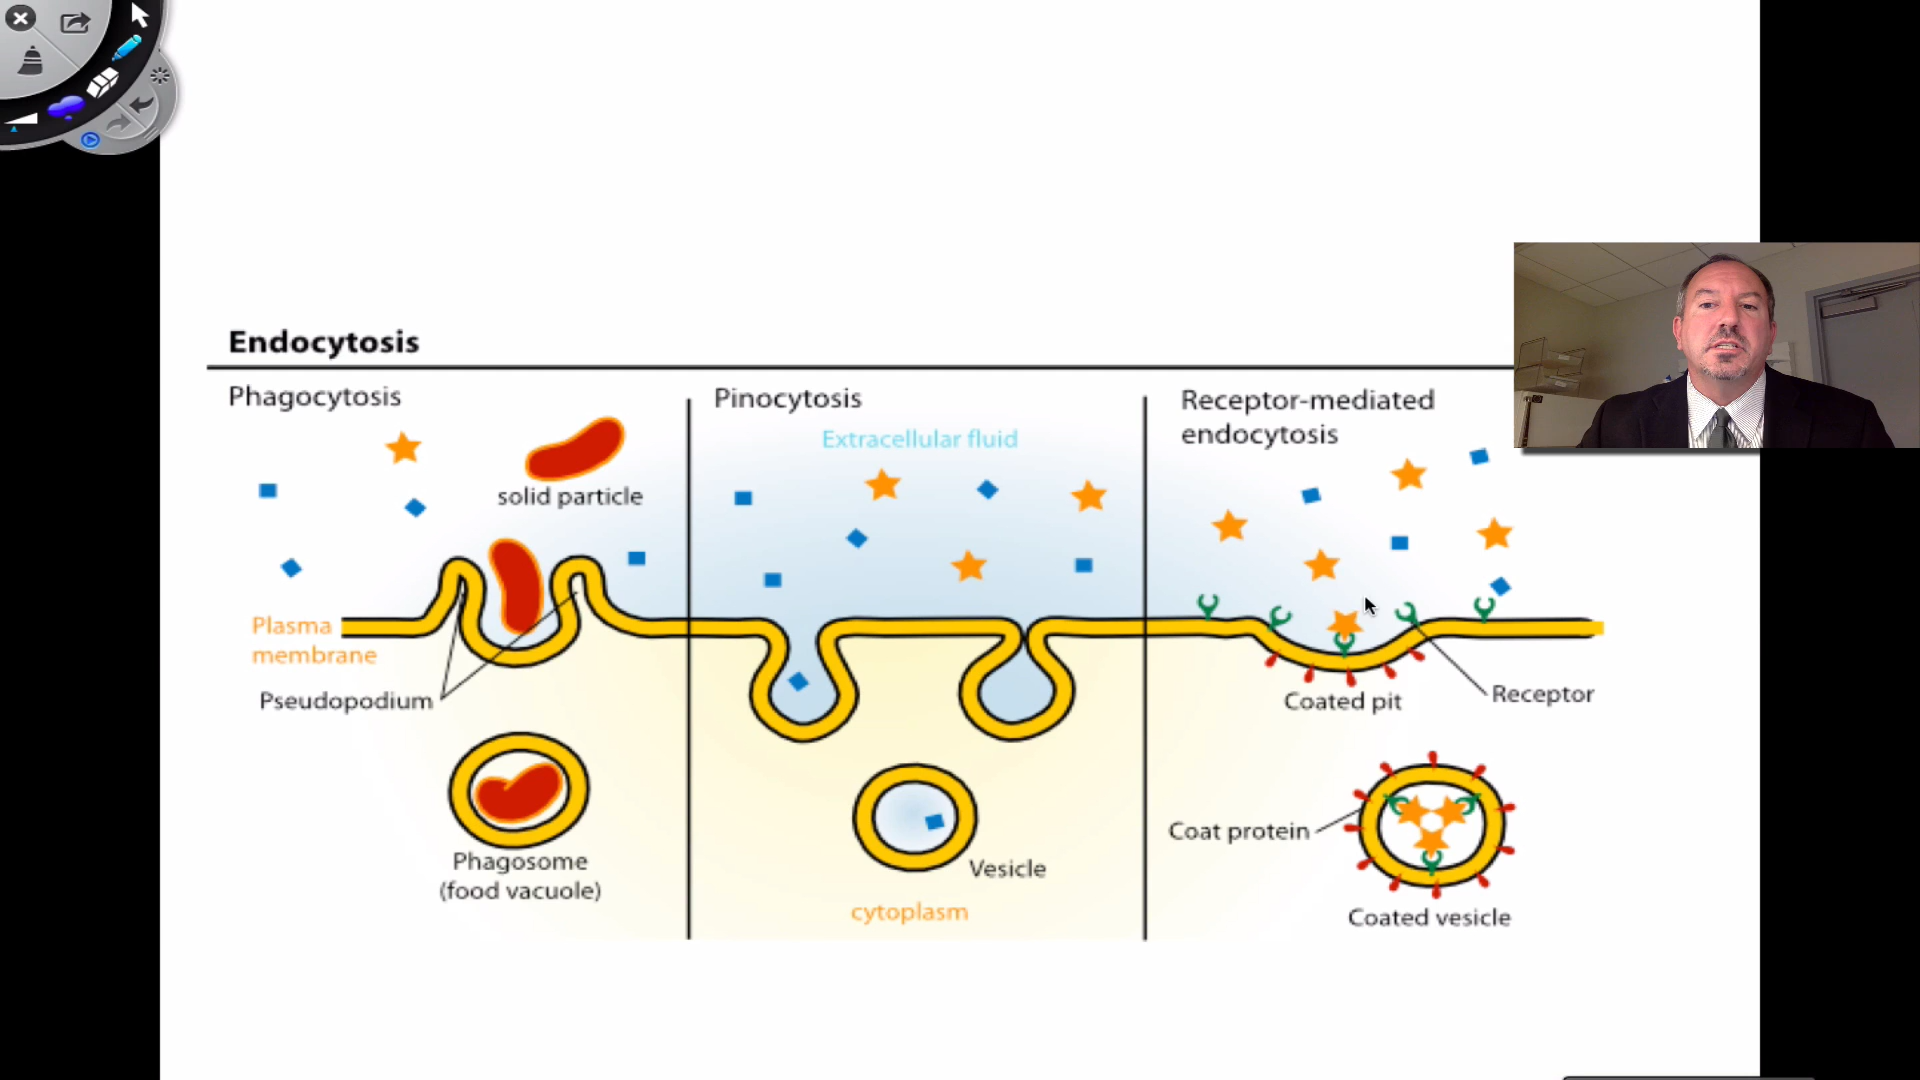 Endocytosis
Phagocytosis
solid particle
Plasma
membrane
Pseudopodium
Phagosome
(food vacuole)
Pinocytosis
Extracellular fluid
Vesicle
cytoplasm
Receptor-mediated
endocytosis
Coated pit
Receptor
Coat protein
Coated vesicle